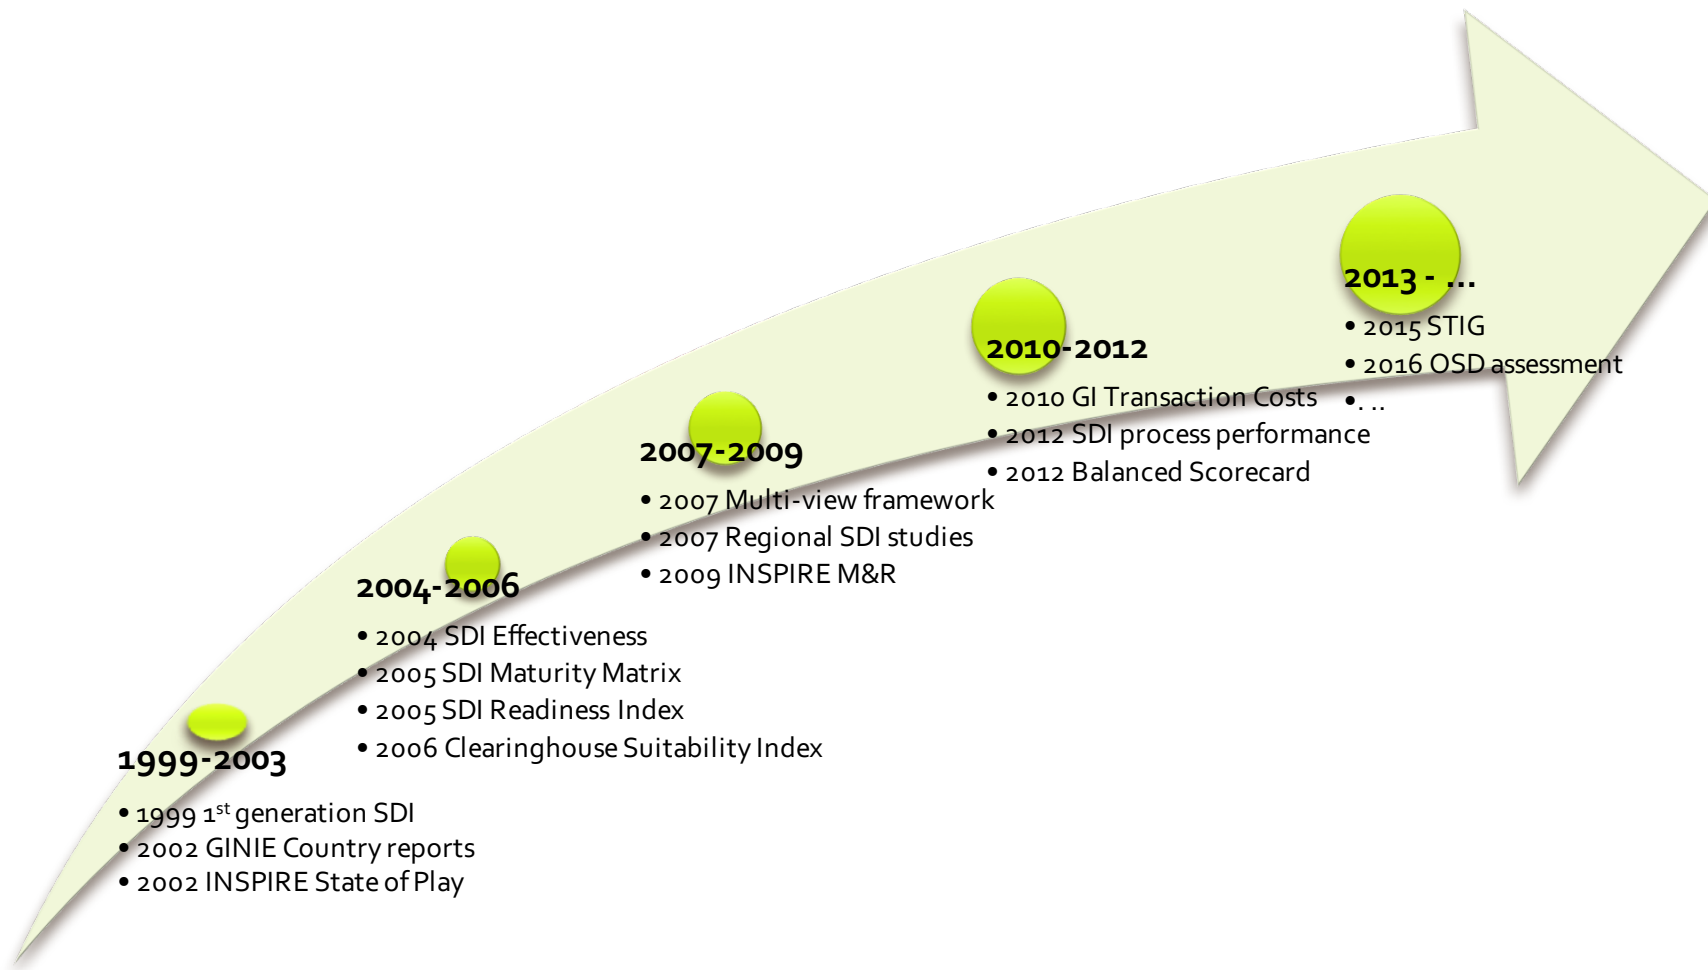 1999-2003
• 1999 1st generation SDI
• 2002 GINIE Country reports
• 2002 INSPIRE State of Play
2004-2006
• 2004 SDI Effectiveness
• 2005 SDI Maturity Matrix
• 2005 SDI Readiness Index
• 2006 Clearinghouse Suitability Index
2007-2009
• 2007 Multi-view framework
• 2007 Regional SDI studies
• 2009 INSPIRE M&R
2010-2012
• 2010 GI Transaction Costs
• 2012 SDI process performance
• 2012 Balanced Scorecard
2013 - ...
• 2015 STIG
• 2016 OSD assessment
•. ..